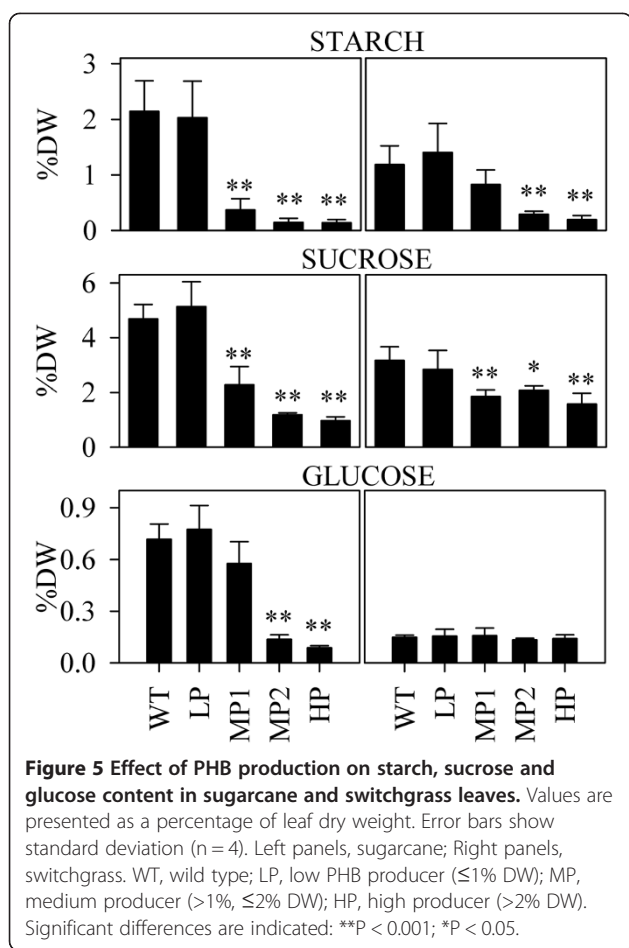 STARCH
3
2
1
0
%DW
** ** **
** **
SUCROSE
6
4
2
0
%DW
** ** **
** * **
GLUCOSE
0.9
0.6
0.3
0.0
%DW
** **
WT LP MP1 MP2 HP
WT LP MP1 MP2 HP
Figure 5 Effect of PHB production on starch, sucrose and
glucose content in sugarcane and switchgrass leaves. Values are
presented as a percentage of leaf dry weight. Error bars show
standard deviation (n = 4). Left panels, sugarcane; Right panels,
switchgrass. WT, wild type; LP, low PHB producer (≤1% DW); MP,
medium producer (>1%, ≤2% DW); HP, high producer (>2% DW).
Significant differences are indicated: **P < 0.001; *P < 0.05.